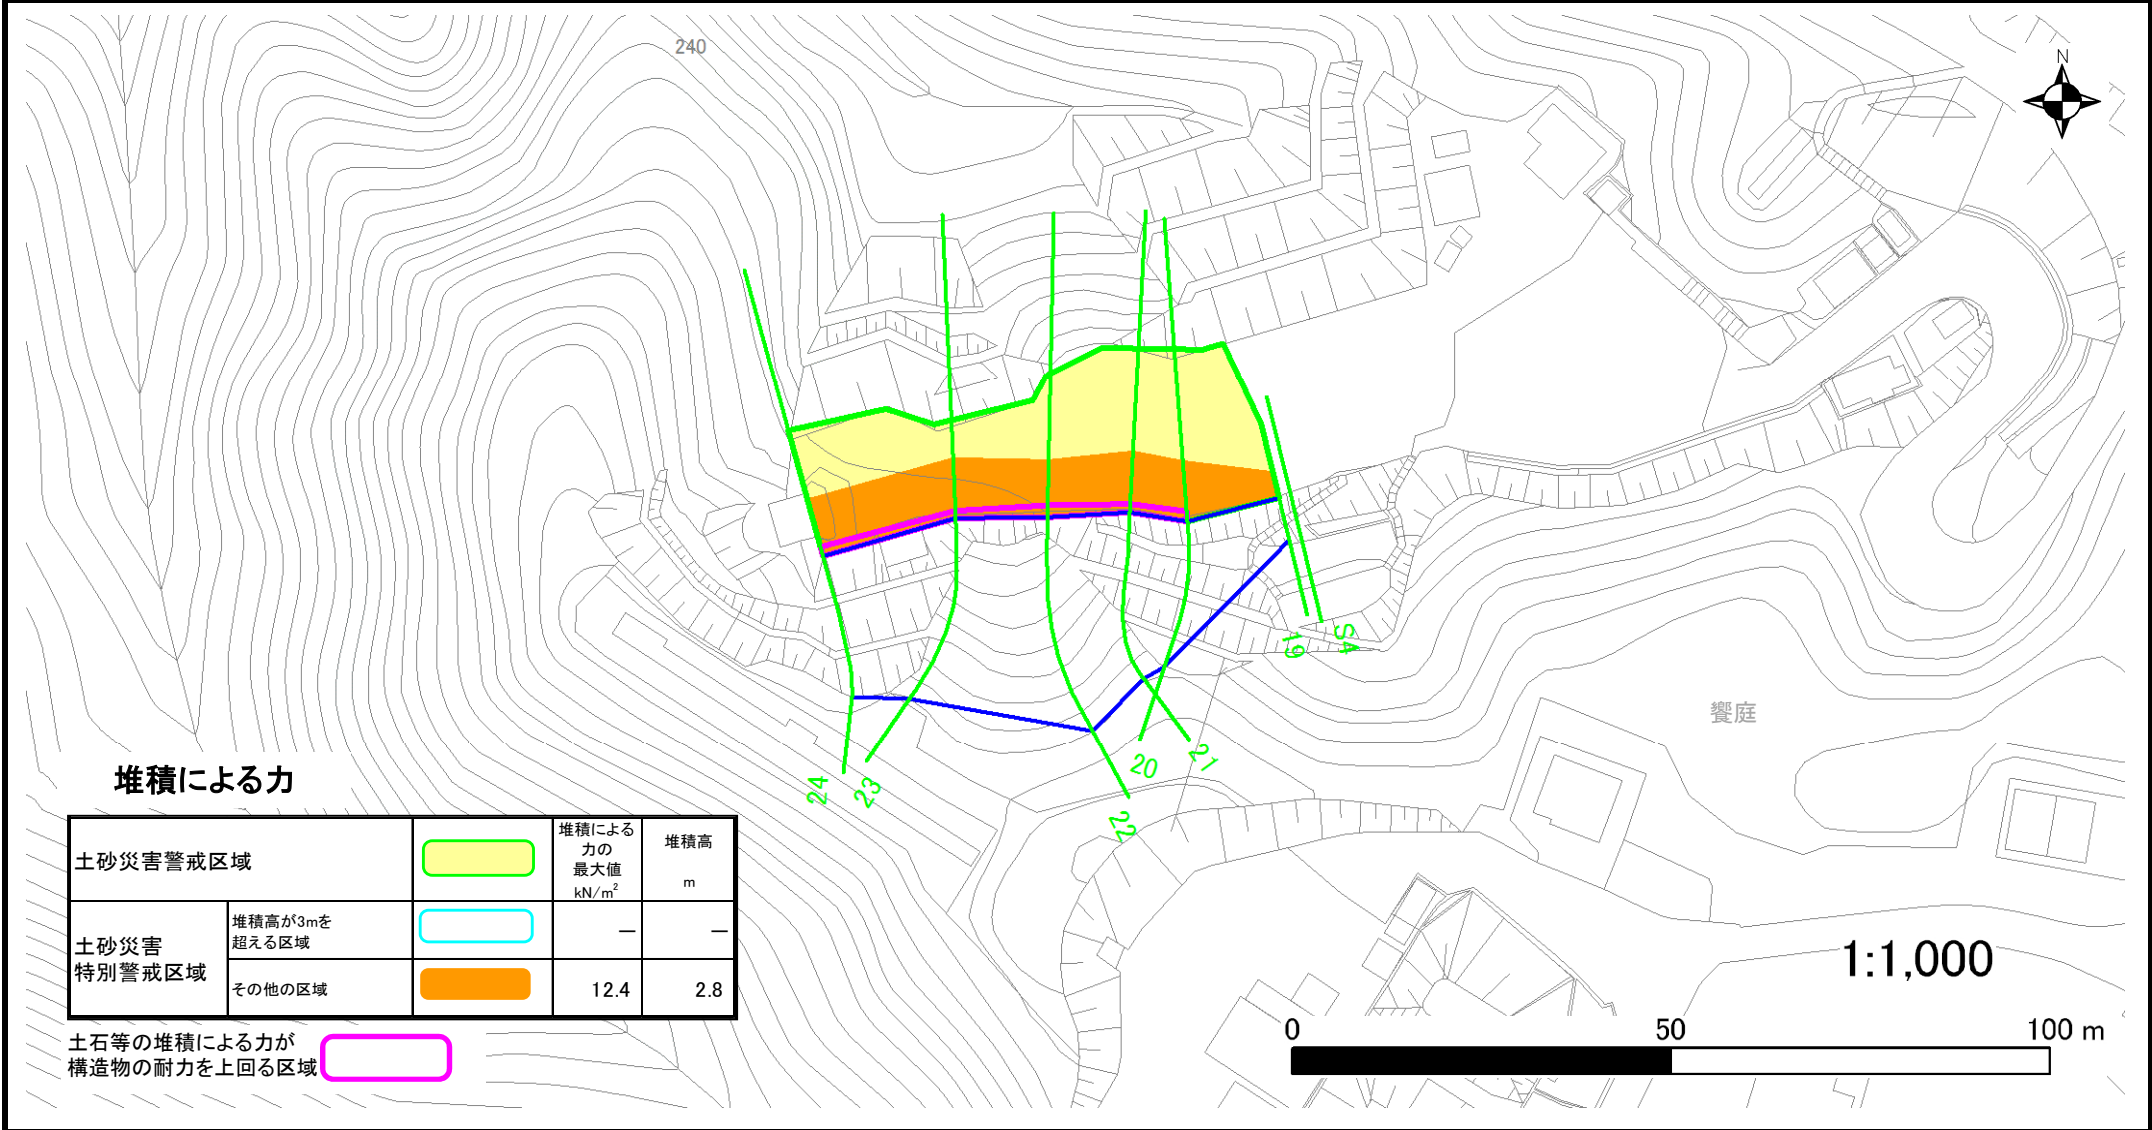 240
N
S4
19
饗庭
20
21
24
23
22
堆積による力
堆積による
力の
最大値
kN/m²
堆積高
m
土砂災害警戒区域
土砂災害
特別警戒区域
堆積高が3mを
超える区域
—
—
その他の区域
12.4
2.8
土石等の堆積による力が
構造物の耐力を上回る区域
1:1,000
0
50
100 m